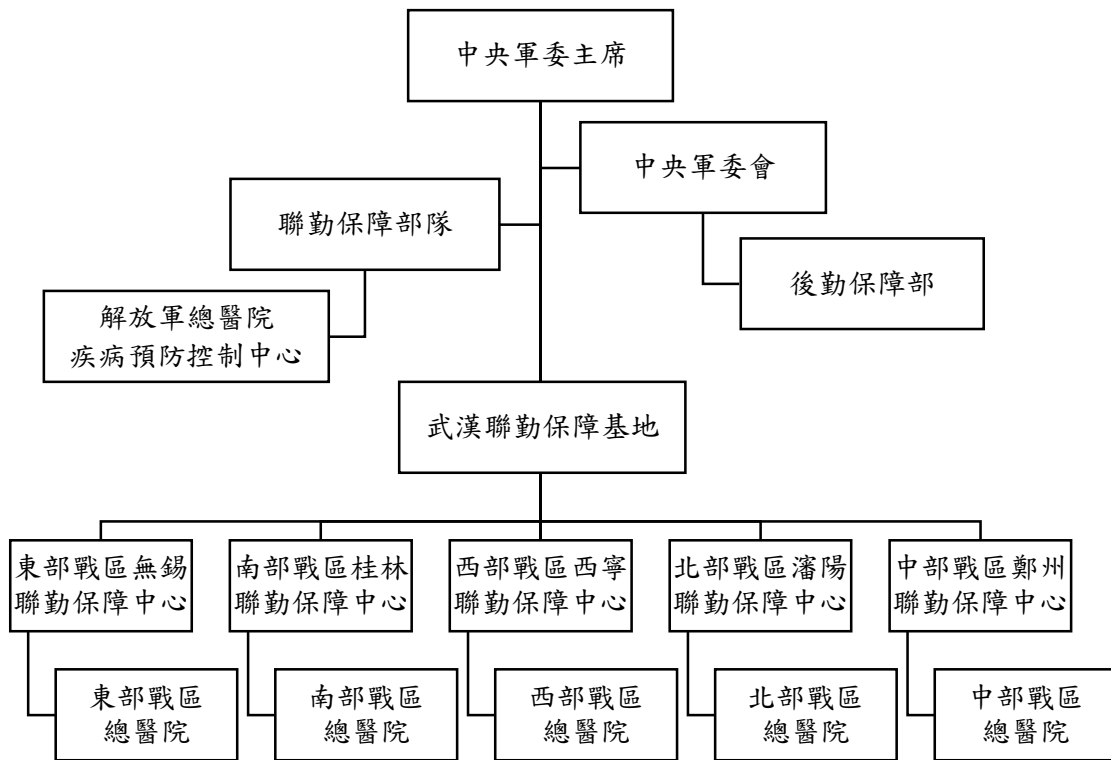 中央軍委主席
中央軍委會
聯勤保障部隊
後勤保障部
解放軍總醫院
疾病預防控制中心
武漢聯勤保障基地
東部戰區無錫
聯勤保障中心
南部戰區桂林
聯勤保障中心
西部戰區西寧
聯勤保障中心
北部戰區瀋陽
聯勤保障中心
中部戰區鄭州
聯勤保障中心
東部戰區
總醫院
南部戰區
總醫院
西部戰區
總醫院
北部戰區
總醫院
中部戰區
總醫院